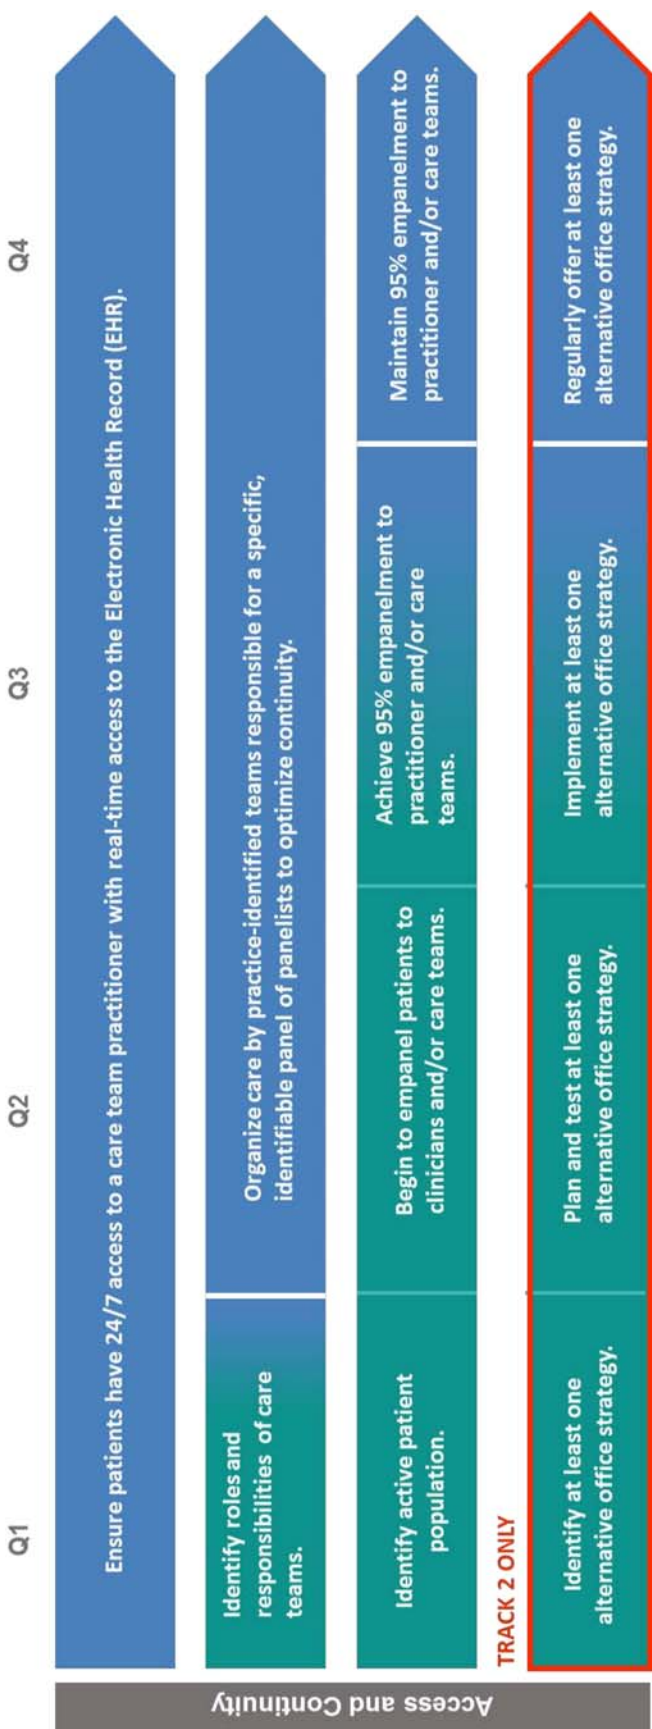 Q1
Q2
Q3
Q4
Access and Continuity
Ensure patients have 24/7 access to a care team practitioner with real-time access to the Electronic Health Record (EHR).
Identify roles and
responsibilities of care
teams.
Organize care by practice-identified teams responsible for a specific,
identifiable panel of panelists to optimize continuity.
Identify active patient
population.
Begin to empanel patients to
clinicians and/or care teams.
Achieve 95% empanelment to
practitioner and/or care
teams.
Maintain 95% empanelment to
practitioner and/or care teams.
TRACK 2 ONLY
Identify at least one
alternative office strategy.
Plan and test at least one
alternative office strategy.
Implement at least one
alternative office strategy.
Regularly offer at least one
alternative office strategy.